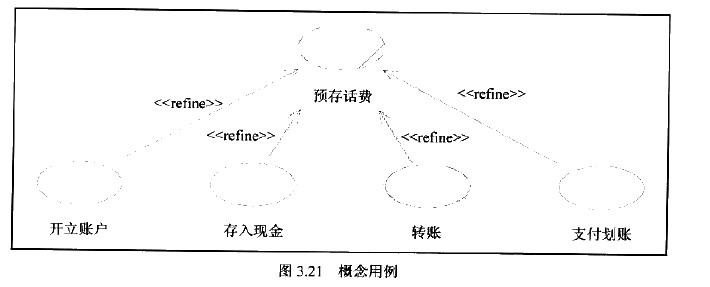 预存话费
<<refine>>
<<refine>>
<<refine>>
<<refine>>
开立账户
存入现金
转账
支付划账
图 3.21 概念用例